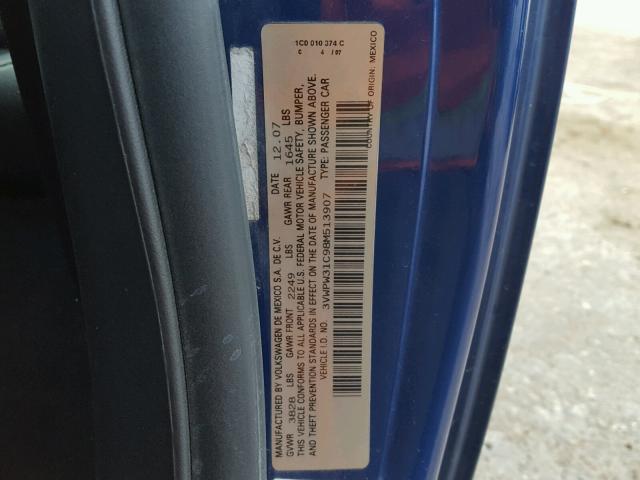 1C0 010 374 C
C 4 / 07
MANUFACTURED BY VOLKSWAGEN DE MEXICO S.A. DE C.V. DATE 12.07
GVWR 3828 LBS GAWR FRONT 2249 LBS GAWR REAR 1645 LBS
THIS VEHICLE CONFORMS TO ALL APPLICABLE U.S. FEDERAL MOTOR VEHICLE SAFETY, BUMPER,
AND THEFT PREVENTION STANDARDS IN EFFECT ON THE DATE OF MANUFACTURE SHOWN ABOVE.
VEHICLE I.D. NO. 3VWPW31C98M513907 TYPE: PASSENGER CAR
COUNTRY OF ORIGIN: MEXICO